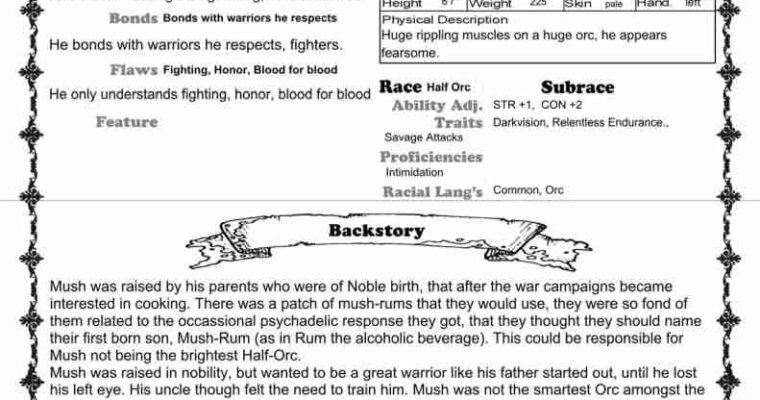 Height 6'7" Weight 225 Skin pale Hand. left
Bonds Bonds with warriors he respects
Physical Description
Huge rippling muscles on a huge orc, he appears
fearsome.
He bonds with warriors he respects, fighters.
Flaws Fighting, Honor, Blood for blood
He only understands fighting, honor, blood for blood
Feature
Race Half Orc Subrace
Ability Adj. STR +1, CON +2
Traits Darkvision, Relentless Endurance.,
Savage Attacks
Proficiencies
Intimidation
Racial Lang's Common, Orc
Backstory
Mush was raised by his parents who were of Noble birth, that after the war campaigns became
interested in cooking. There was a patch of mush-rums that they would use, they were so fond of
them related to the occassional psychadelic response they got, that they thought they should name
their first born son, Mush-Rum (as in Rum the alcoholic beverage). This could be responsible for
Mush not being the brightest Half-Orc.
Mush was raised in nobility, but wanted to be a great warrior like his father started out, until he lost
his left eye. His uncle though felt the need to train him. Mush was not the smartest Orc amongst the